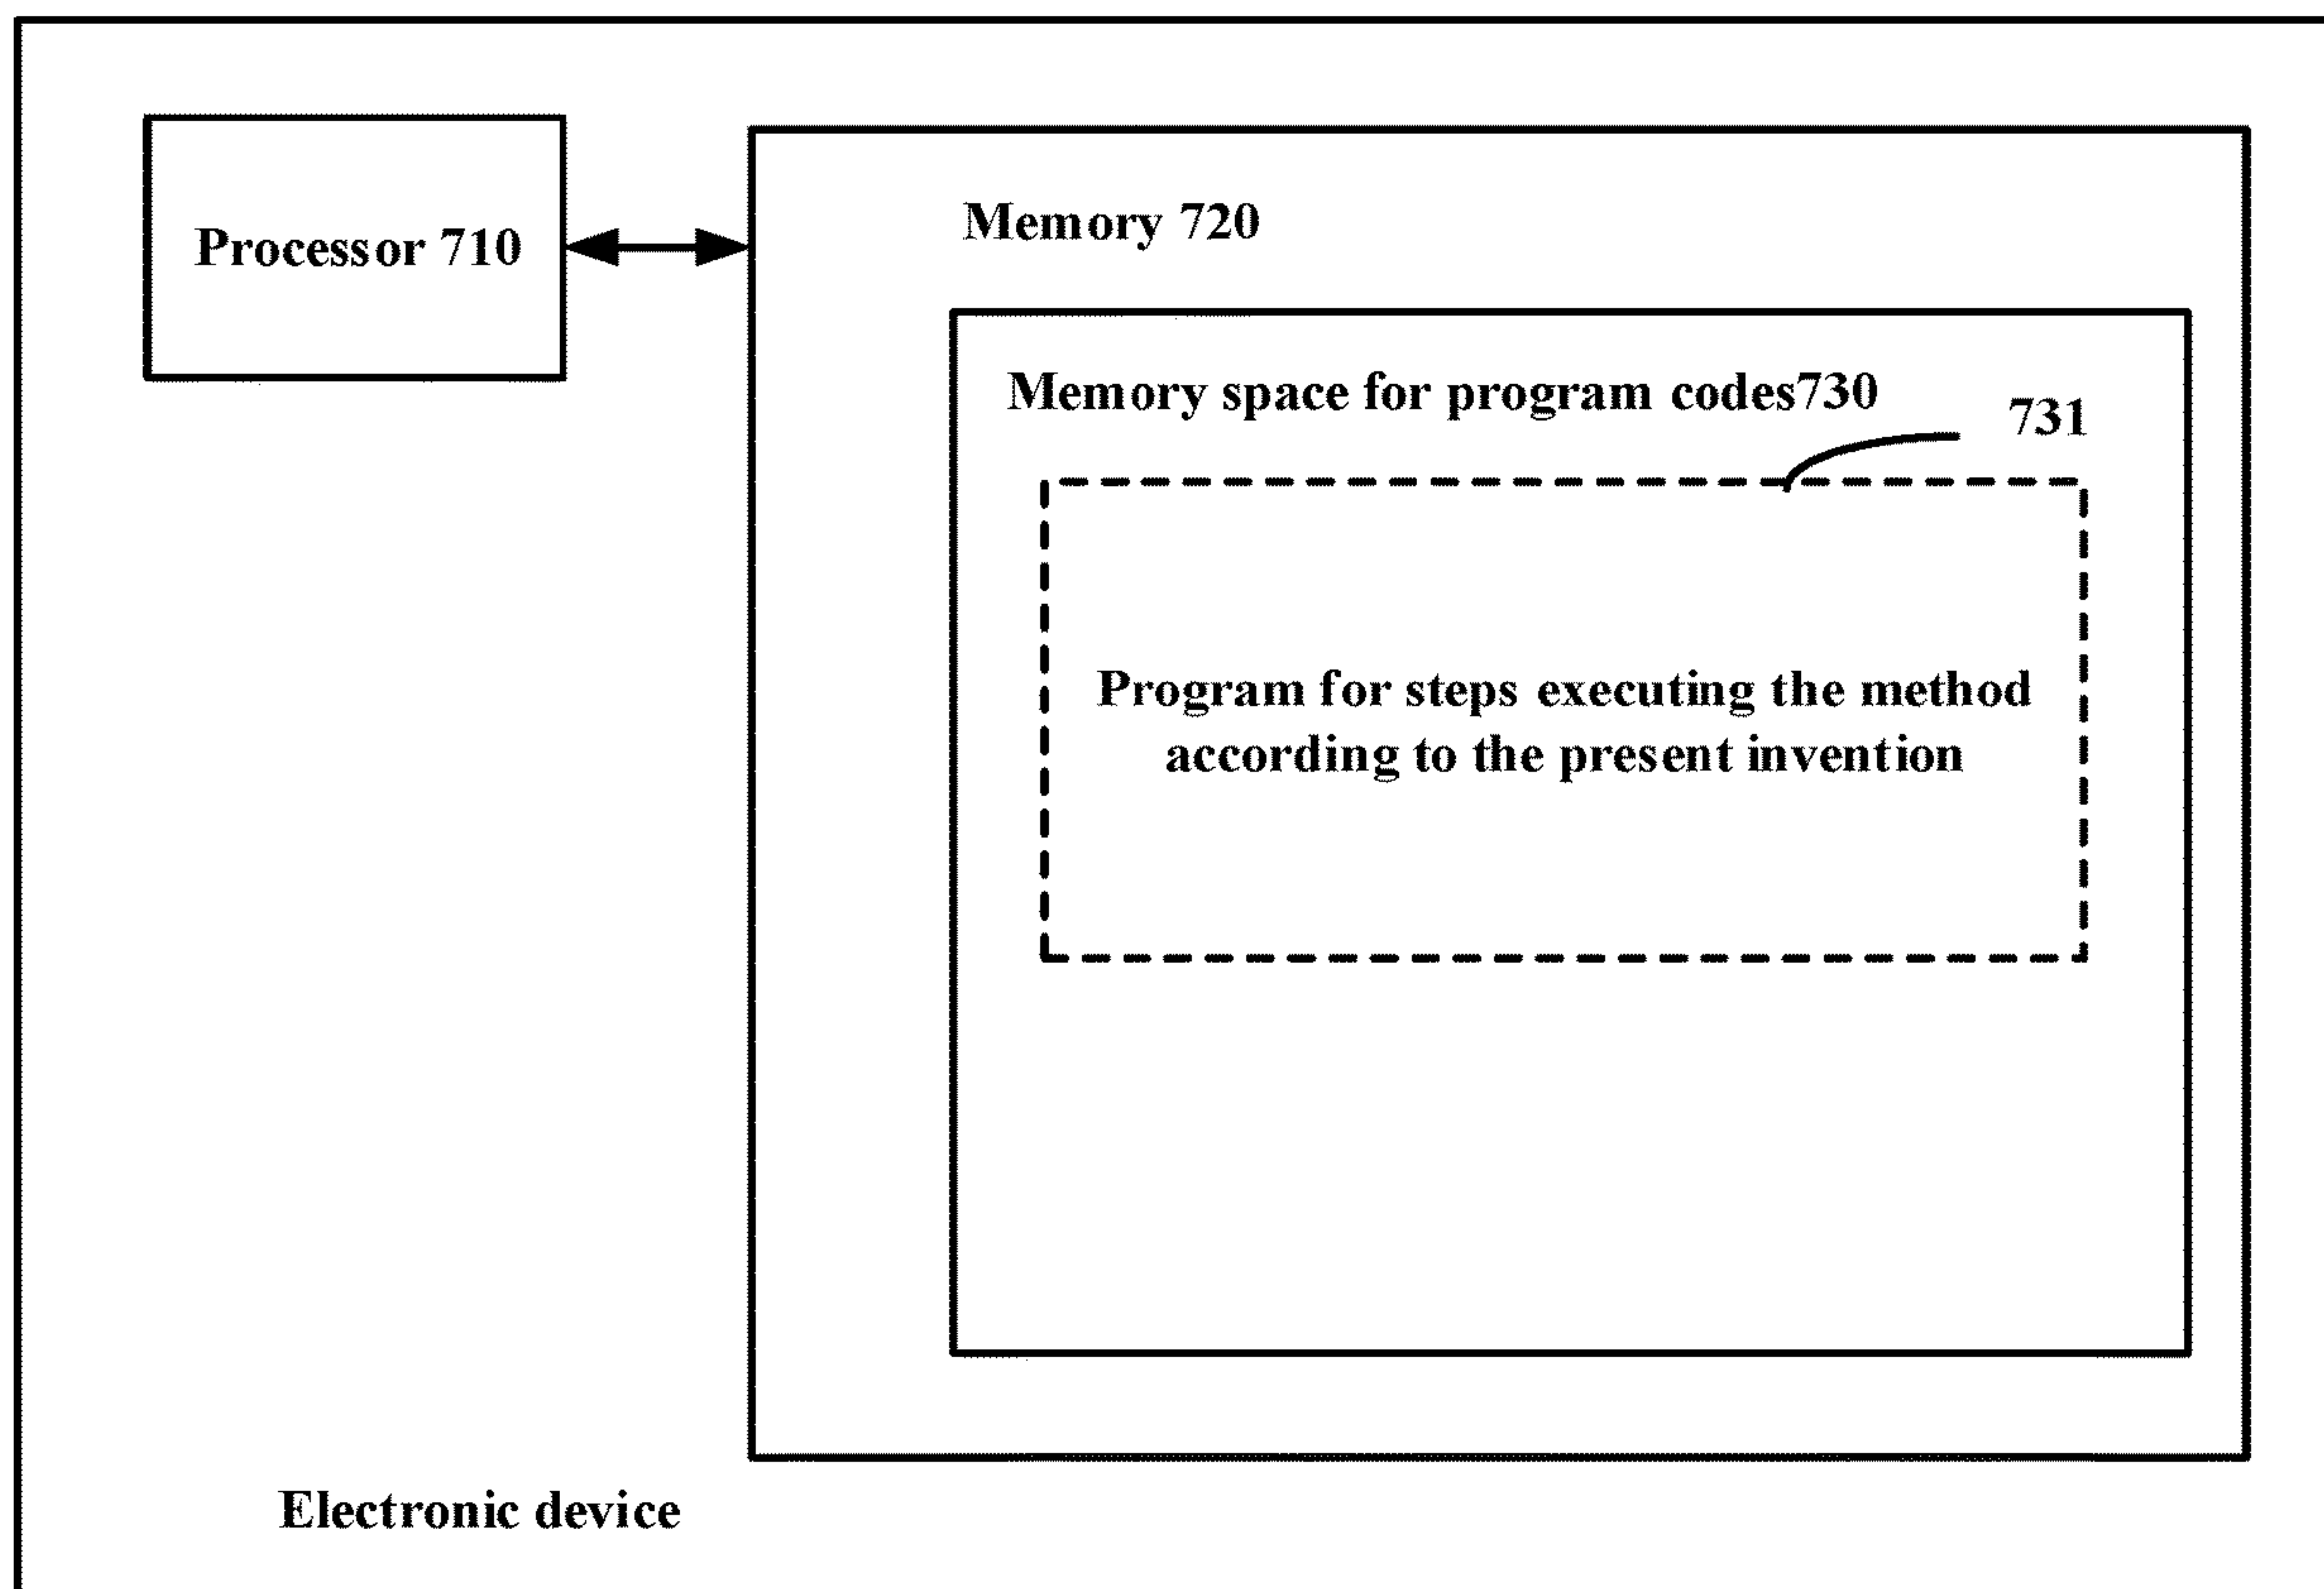 Processor 710
Memory 720
Memory space for program codes730
731
Program for steps executing the method
according to the present invention
Electronic device